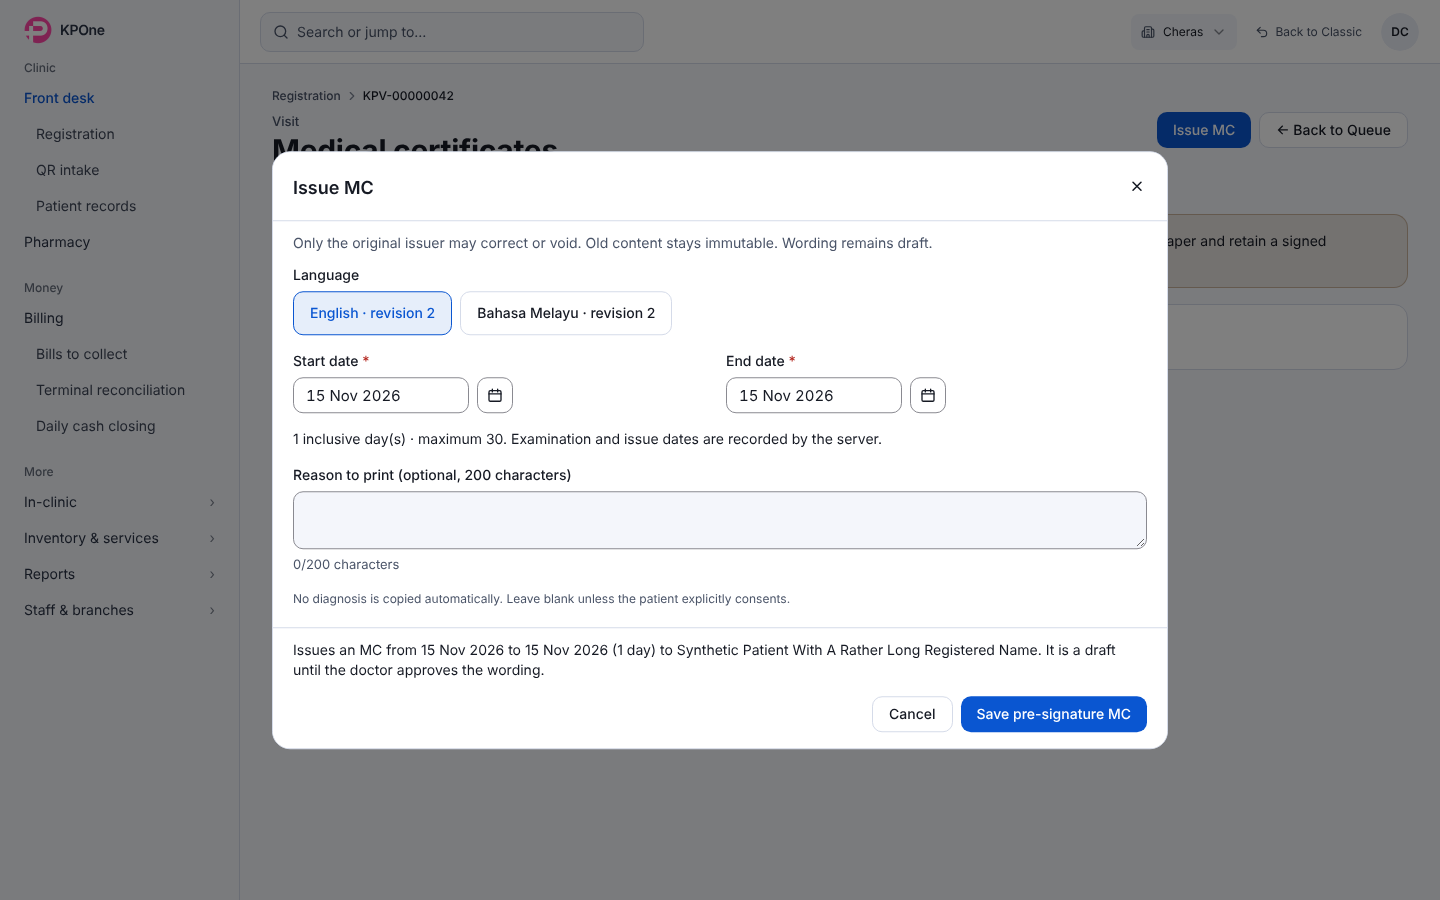 KPOne
Search or jump to...
Cheras
Back to Classic
DC
Clinic
Front desk
Registration
QR intake
Patient records
Pharmacy
Money
Billing
Bills to collect
Terminal reconciliation
Daily cash closing
More
In-clinic
Inventory & services
Reports
Staff & branches
Registration > KPV-00000042
Visit
Medical certificates
Issue MC
← Back to Queue
aper and retain a signed
Issue MC
Only the original issuer may correct or void. Old content stays immutable. Wording remains draft.
Language
English · revision 2
Bahasa Melayu · revision 2
Start date *
End date *
15 Nov 2026
15 Nov 2026
1 inclusive day(s) · maximum 30. Examination and issue dates are recorded by the server.
Reason to print (optional, 200 characters)
0/200 characters
No diagnosis is copied automatically. Leave blank unless the patient explicitly consents.
Issues an MC from 15 Nov 2026 to 15 Nov 2026 (1 day) to Synthetic Patient With A Rather Long Registered Name. It is a draft
until the doctor approves the wording.
Cancel
Save pre-signature MC